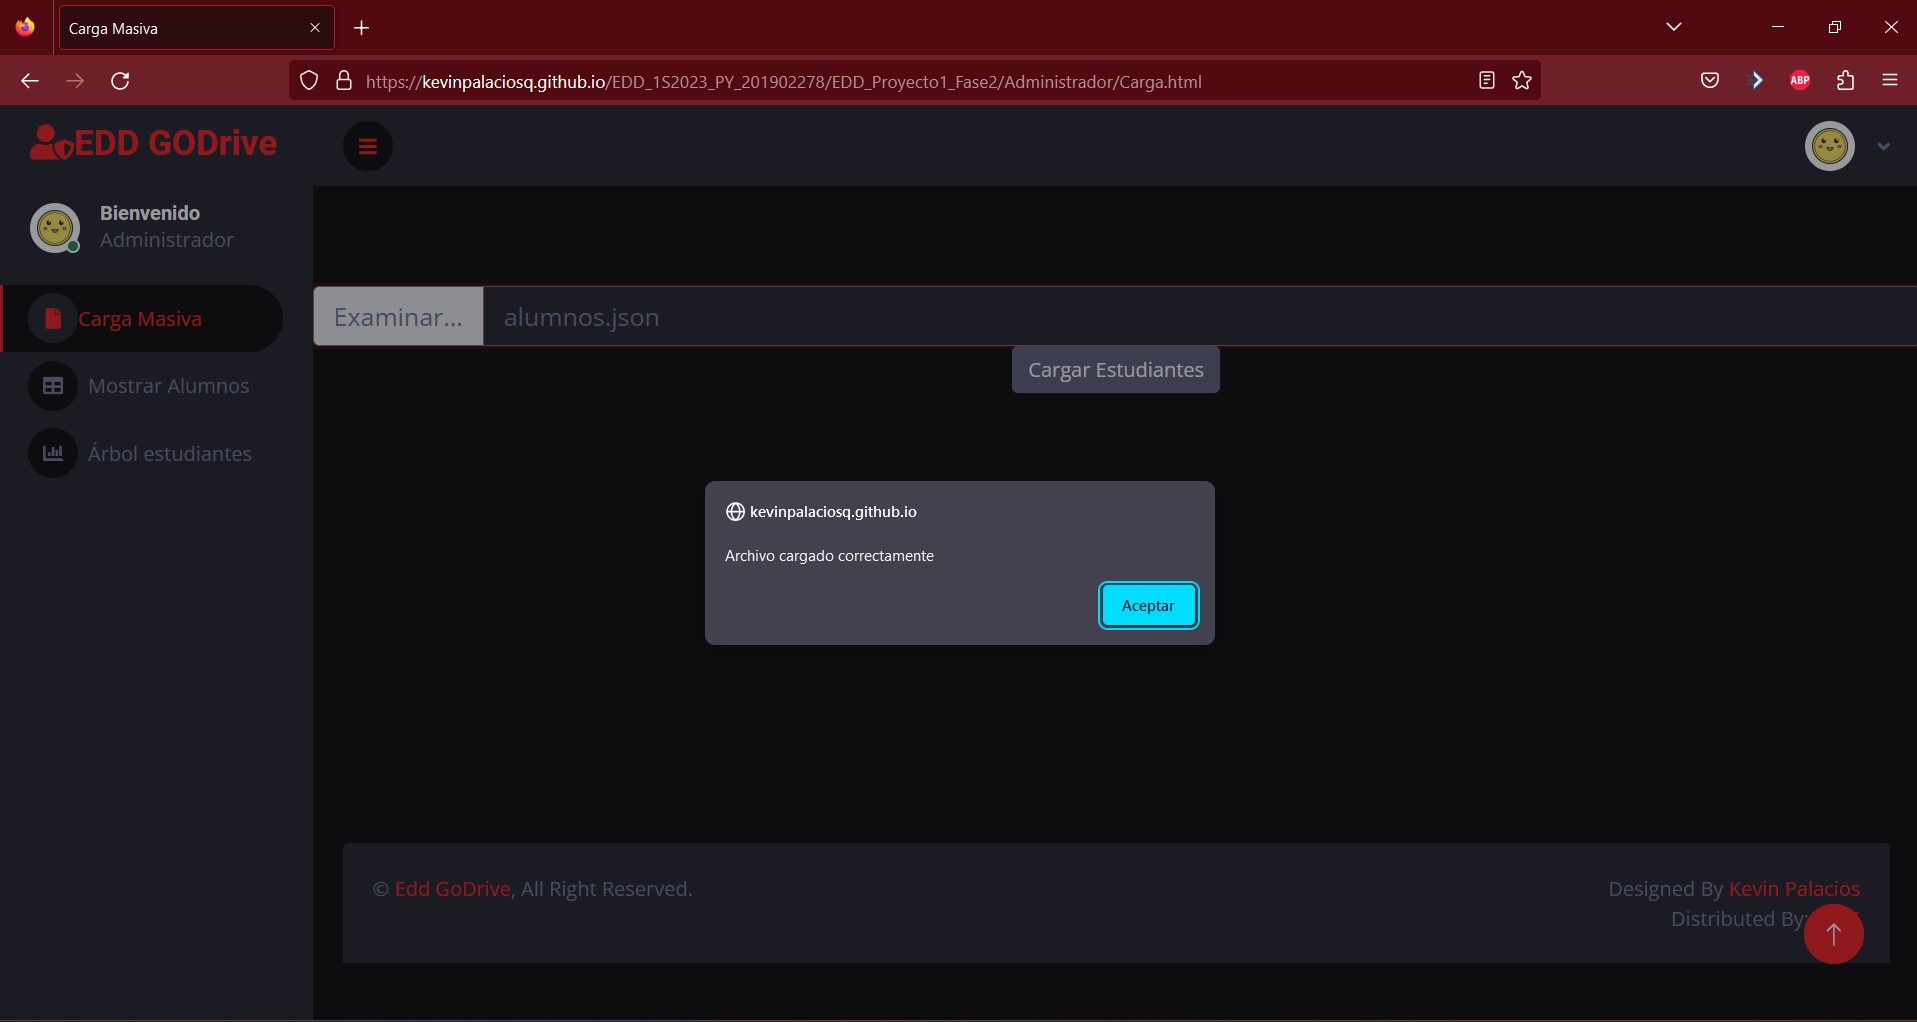 Carga Masiva
https://kevinpalaciosq.github.io/EDD_1S2023_PY_201902278/EDD_Proyecto1_Fase2/Administrador/Carga.html
ABP
EDD GODrive
Bienvenido
Administrador
Carga Masiva
Mostrar Alumnos
Árbol estudiantes
Examinar... alumnos.json
Cargar Estudiantes
kevinpalaciosq.github.io
Archivo cargado correctamente
Aceptar
© Edd GoDrive, All Right Reserved.
Designed By Kevin Palacios
Distributed By: